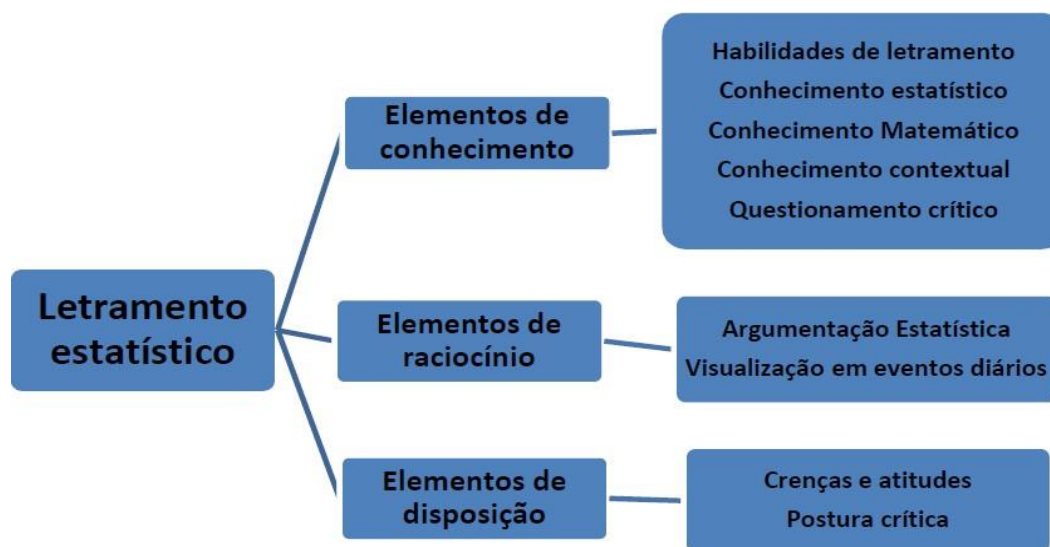 Letramento
estatístico
Elementos de
conhecimento
Habilidades de letramento
Conhecimento estatístico
Conhecimento Matemático
Conhecimento contextual
Questionamento crítico
Elementos de
raciocínio
Argumentação Estatística
Visualização em eventos diários
Elementos de
disposição
Crenças e atitudes
Postura crítica